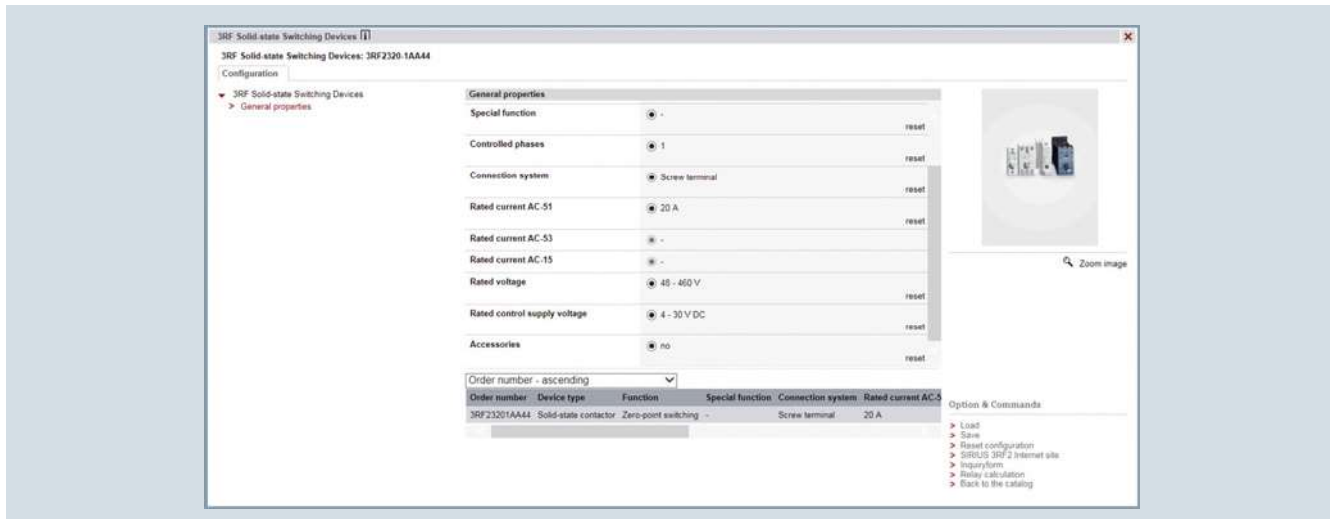 3RF Solid-state Switching Devices i
3RF Solid-state Switching Devices: 3RF2320-1AA44
Configuration
3RF Solid-state Switching Devices
> General properties
General properties
Special function -
reset
Controlled phases 1
reset
Connection system Screw terminal
reset
Rated current AC-51 20 A
reset
Rated current AC-53 -
Rated current AC-15 -
Rated voltage 48 - 460 V
reset
Rated control supply voltage 4 - 30 V DC
reset
Accessories no
reset
Zoom image
Order number - ascending
Order number Device type Function Special function Connection system Rated current AC-5
3RF23201AA44 Solid-state contactor Zero-point switching - Screw terminal 20 A
Option & Commands
> Load
> Save
> Reset configuration
> SIRIUS 3RF2 Internet site
> Inquiryform
> Relay calculation
> Back to the catalog